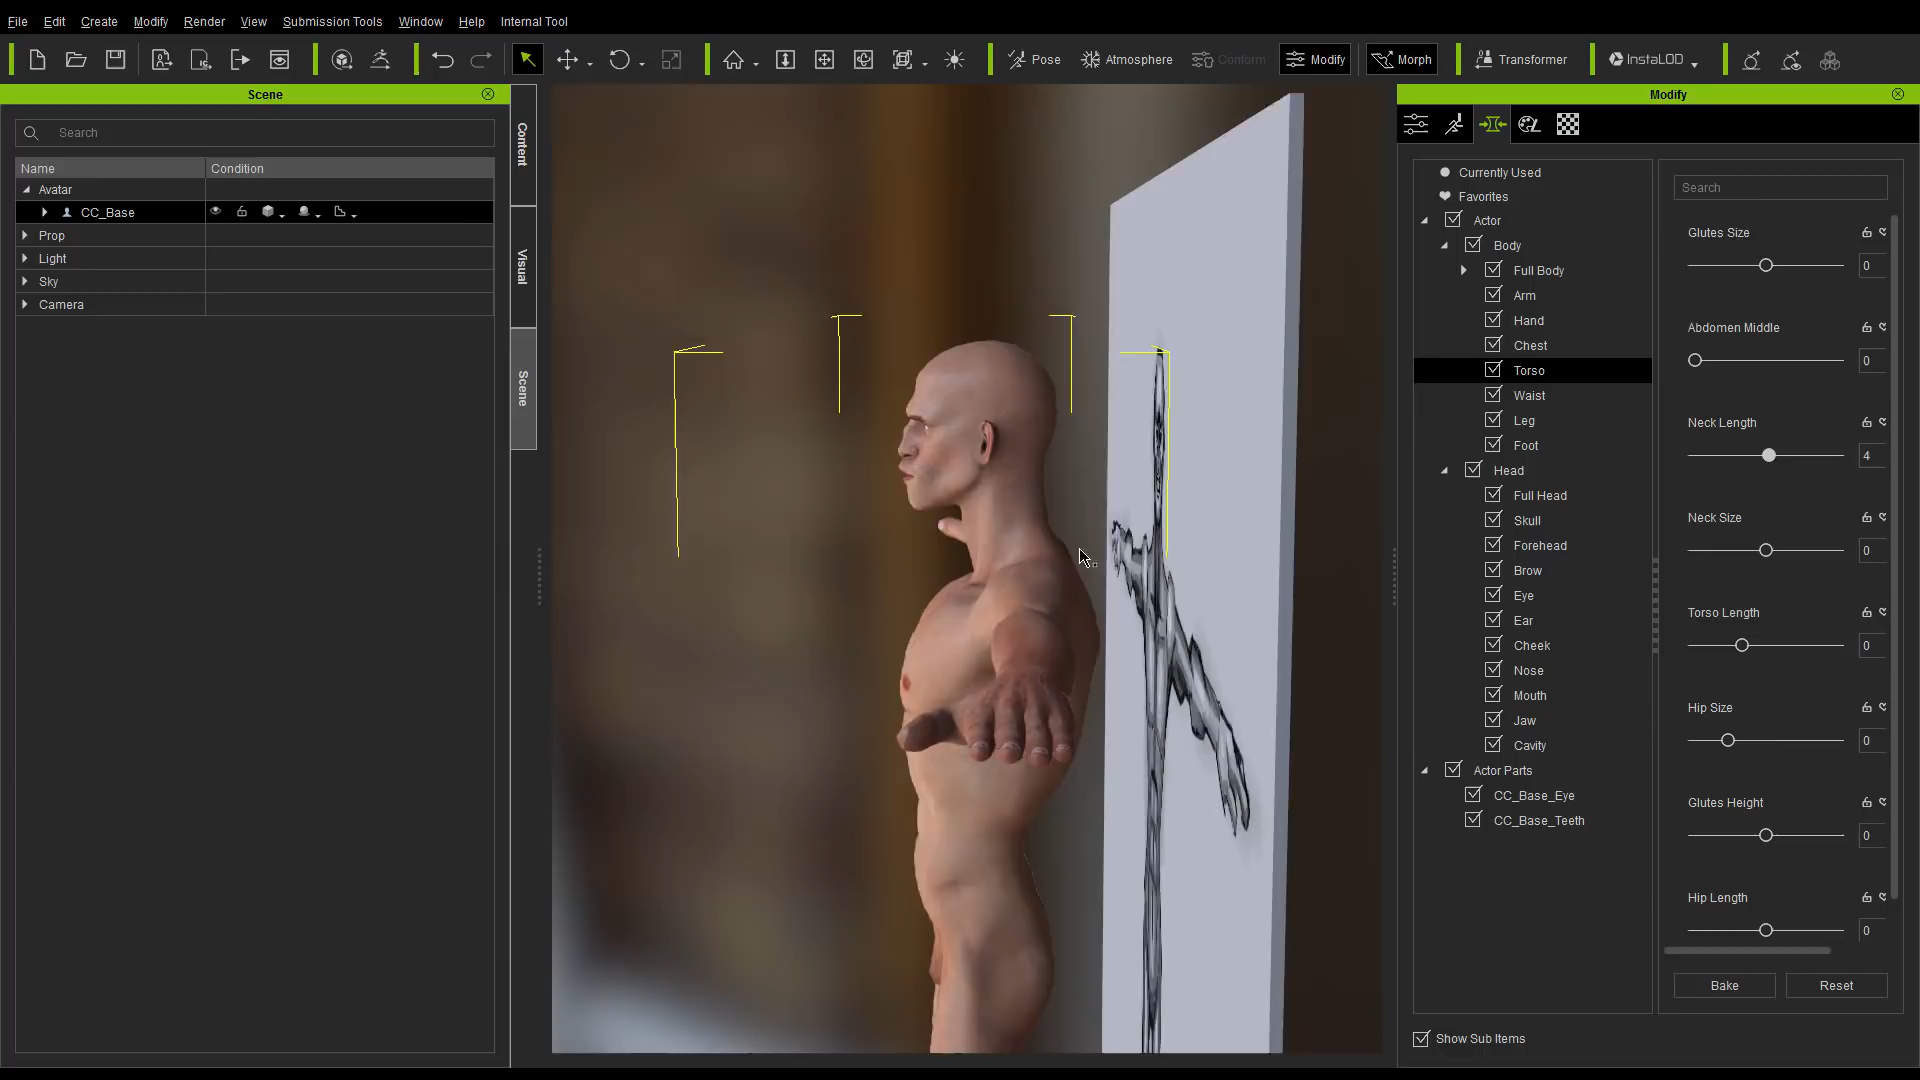 File Edit Create Modify Render View Submission Tools Window Help Internal Tool
Pose Atmosphere Conform Modify Morph Transformer InstaLOD
Scene
Search
Name Condition
Avatar
CC_Base
Prop
Light
Sky
Camera
Content
Visual
Scene
Modify
Currently Used
Favorites
Actor
Body
Full Body
Arm
Hand
Chest
Torso
Waist
Leg
Foot
Head
Full Head
Skull
Forehead
Brow
Eye
Ear
Cheek
Nose
Mouth
Jaw
Cavity
Actor Parts
CC_Base_Eye
CC_Base_Teeth
Show Sub Items
Search
Glutes Size
0
Abdomen Middle
0
Neck Length
4
Neck Size
0
Torso Length
0
Hip Size
0
Glutes Height
0
Hip Length
0
Bake Reset